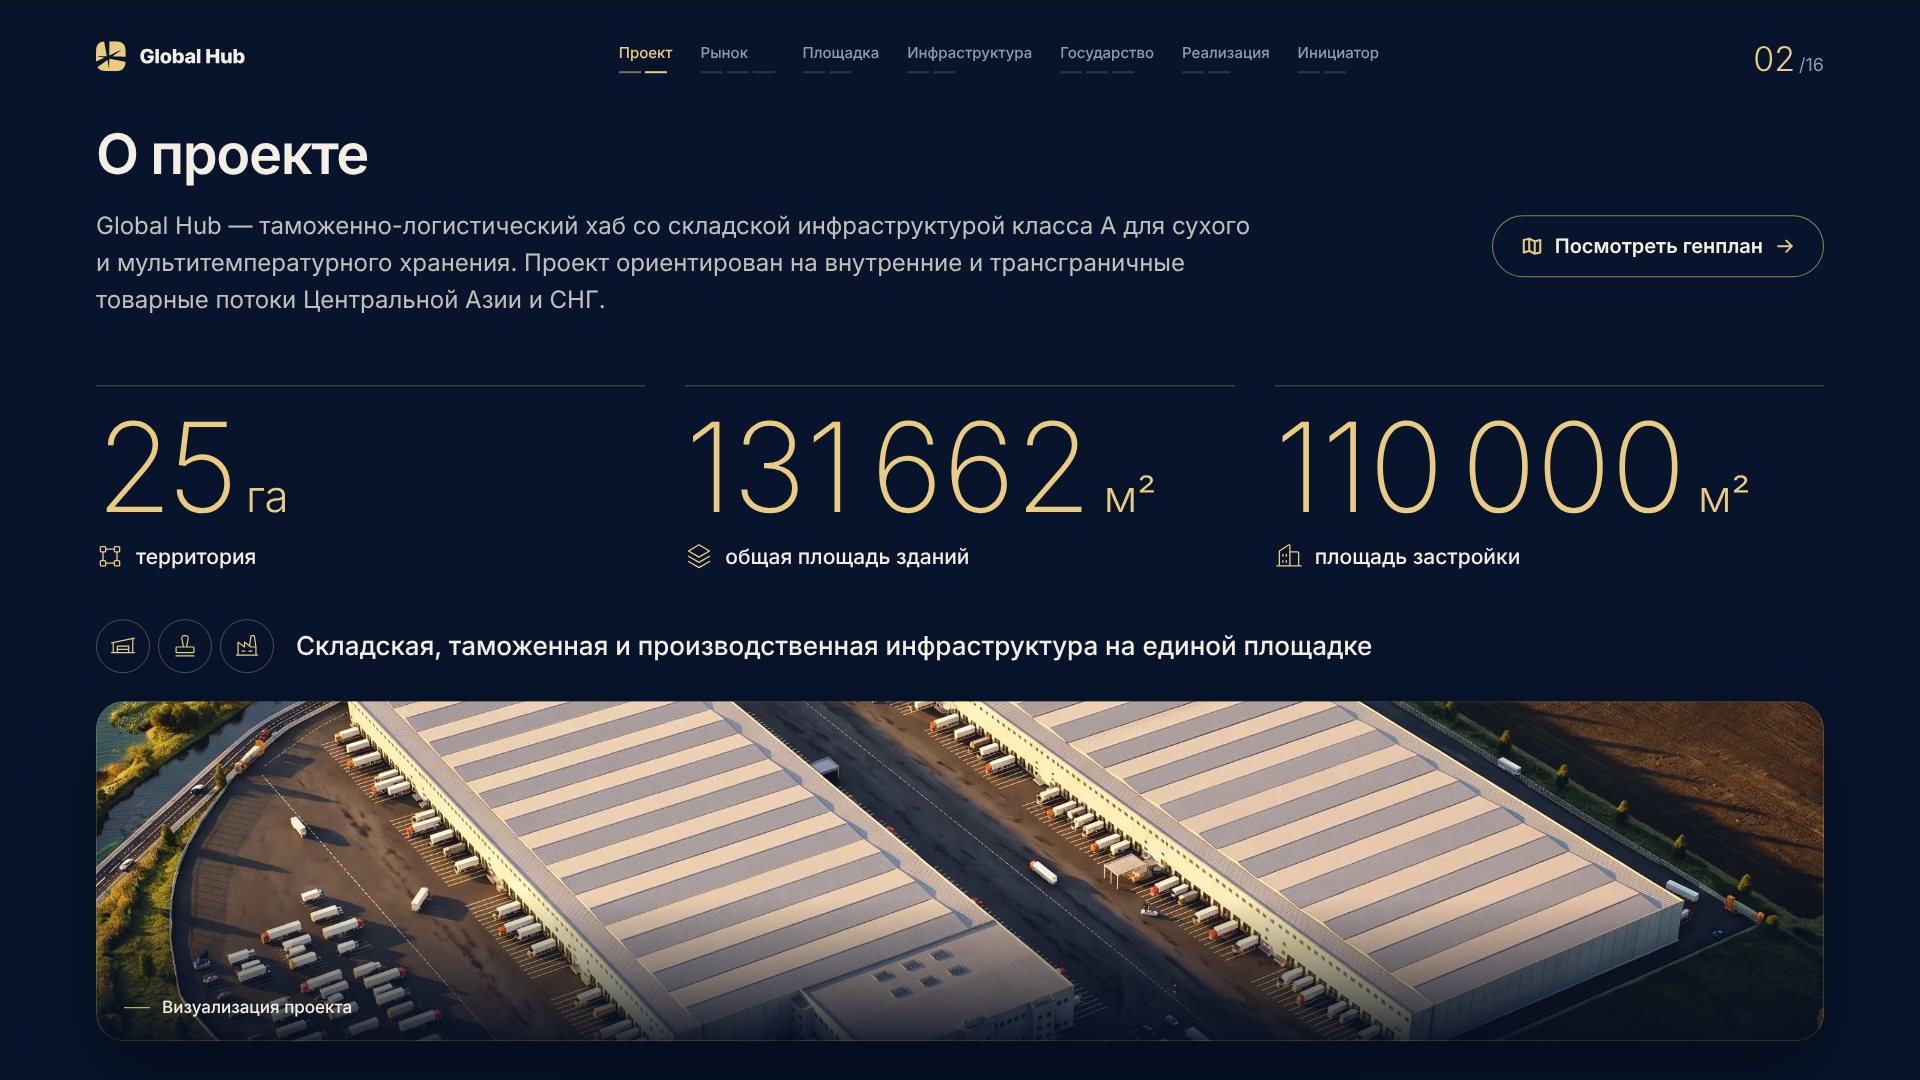 Global Hub
Проект
Рынок
Площадка
Инфраструктура
Государство
Реализация
Инициатор
02 /16
О проекте
Global Hub — таможенно-логистический хаб со складской инфраструктурой класса А для сухого
и мультитемпературного хранения. Проект ориентирован на внутренние и трансграничные
товарные потоки Центральной Азии и СНГ.
Посмотреть генплан →
25 га
территория
131 662 м²
общая площадь зданий
110 000 м²
площадь застройки
Складская, таможенная и производственная инфраструктура на единой площадке
Визуализация проекта